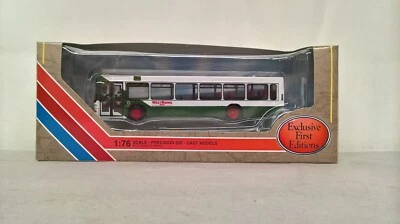 1:76 SCALE - PRECISION DIE - CAST MODELS
Exclusive
First
Editions